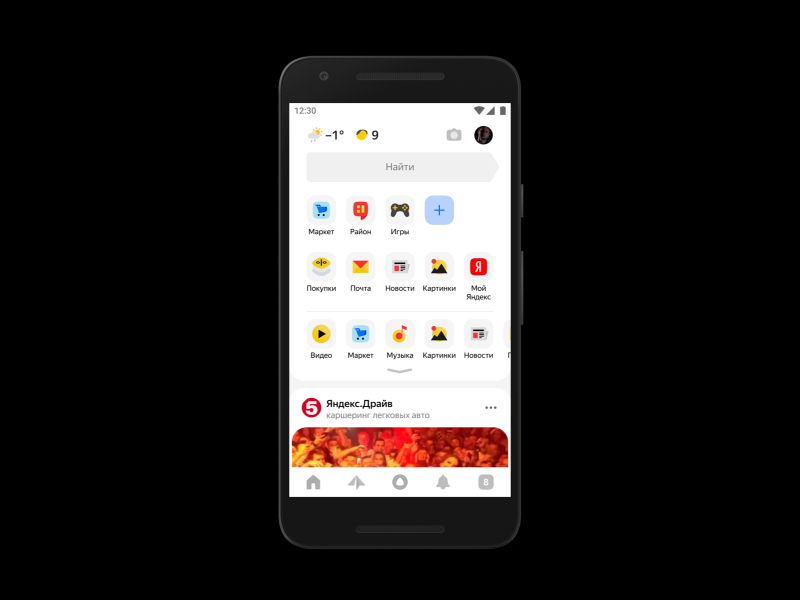 12:30
−1° 9
Найти
Маркет Район Игры
Покупки Почта Новости Картинки Мой
Яндекс
Видео Маркет Музыка Картинки Новости
5 Яндекс.Драйв
каршеринг легковых авто
8